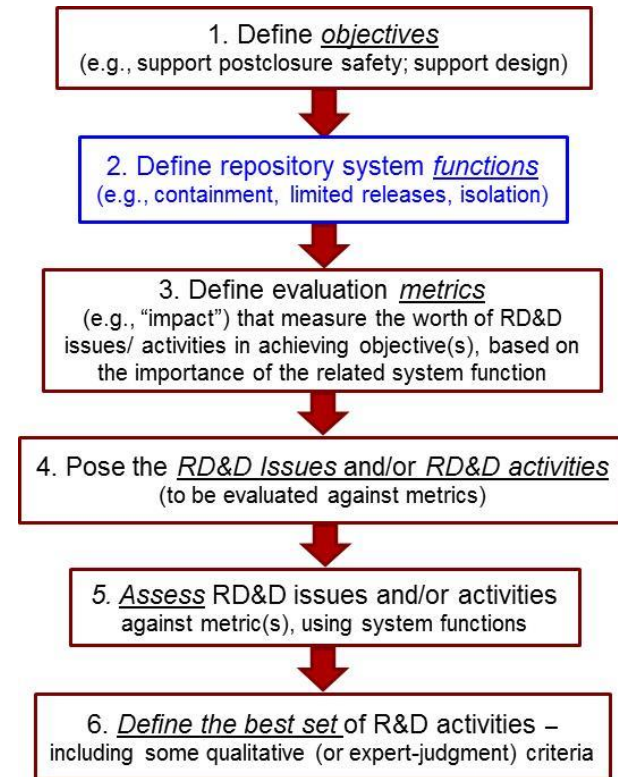 1. Define objectives
(e.g., support postclosure safety; support design)
2. Define repository system functions
(e.g., containment, limited releases, isolation)
3. Define evaluation metrics
(e.g., “impact”) that measure the worth of RD&D
issues/ activities in achieving objective(s), based on
the importance of the related system function
4. Pose the RD&D Issues and/or RD&D activities
(to be evaluated against metrics)
5. Assess RD&D issues and/or activities
against metric(s), using system functions
6. Define the best set of R&D activities –
including some qualitative (or expert-judgment) criteria